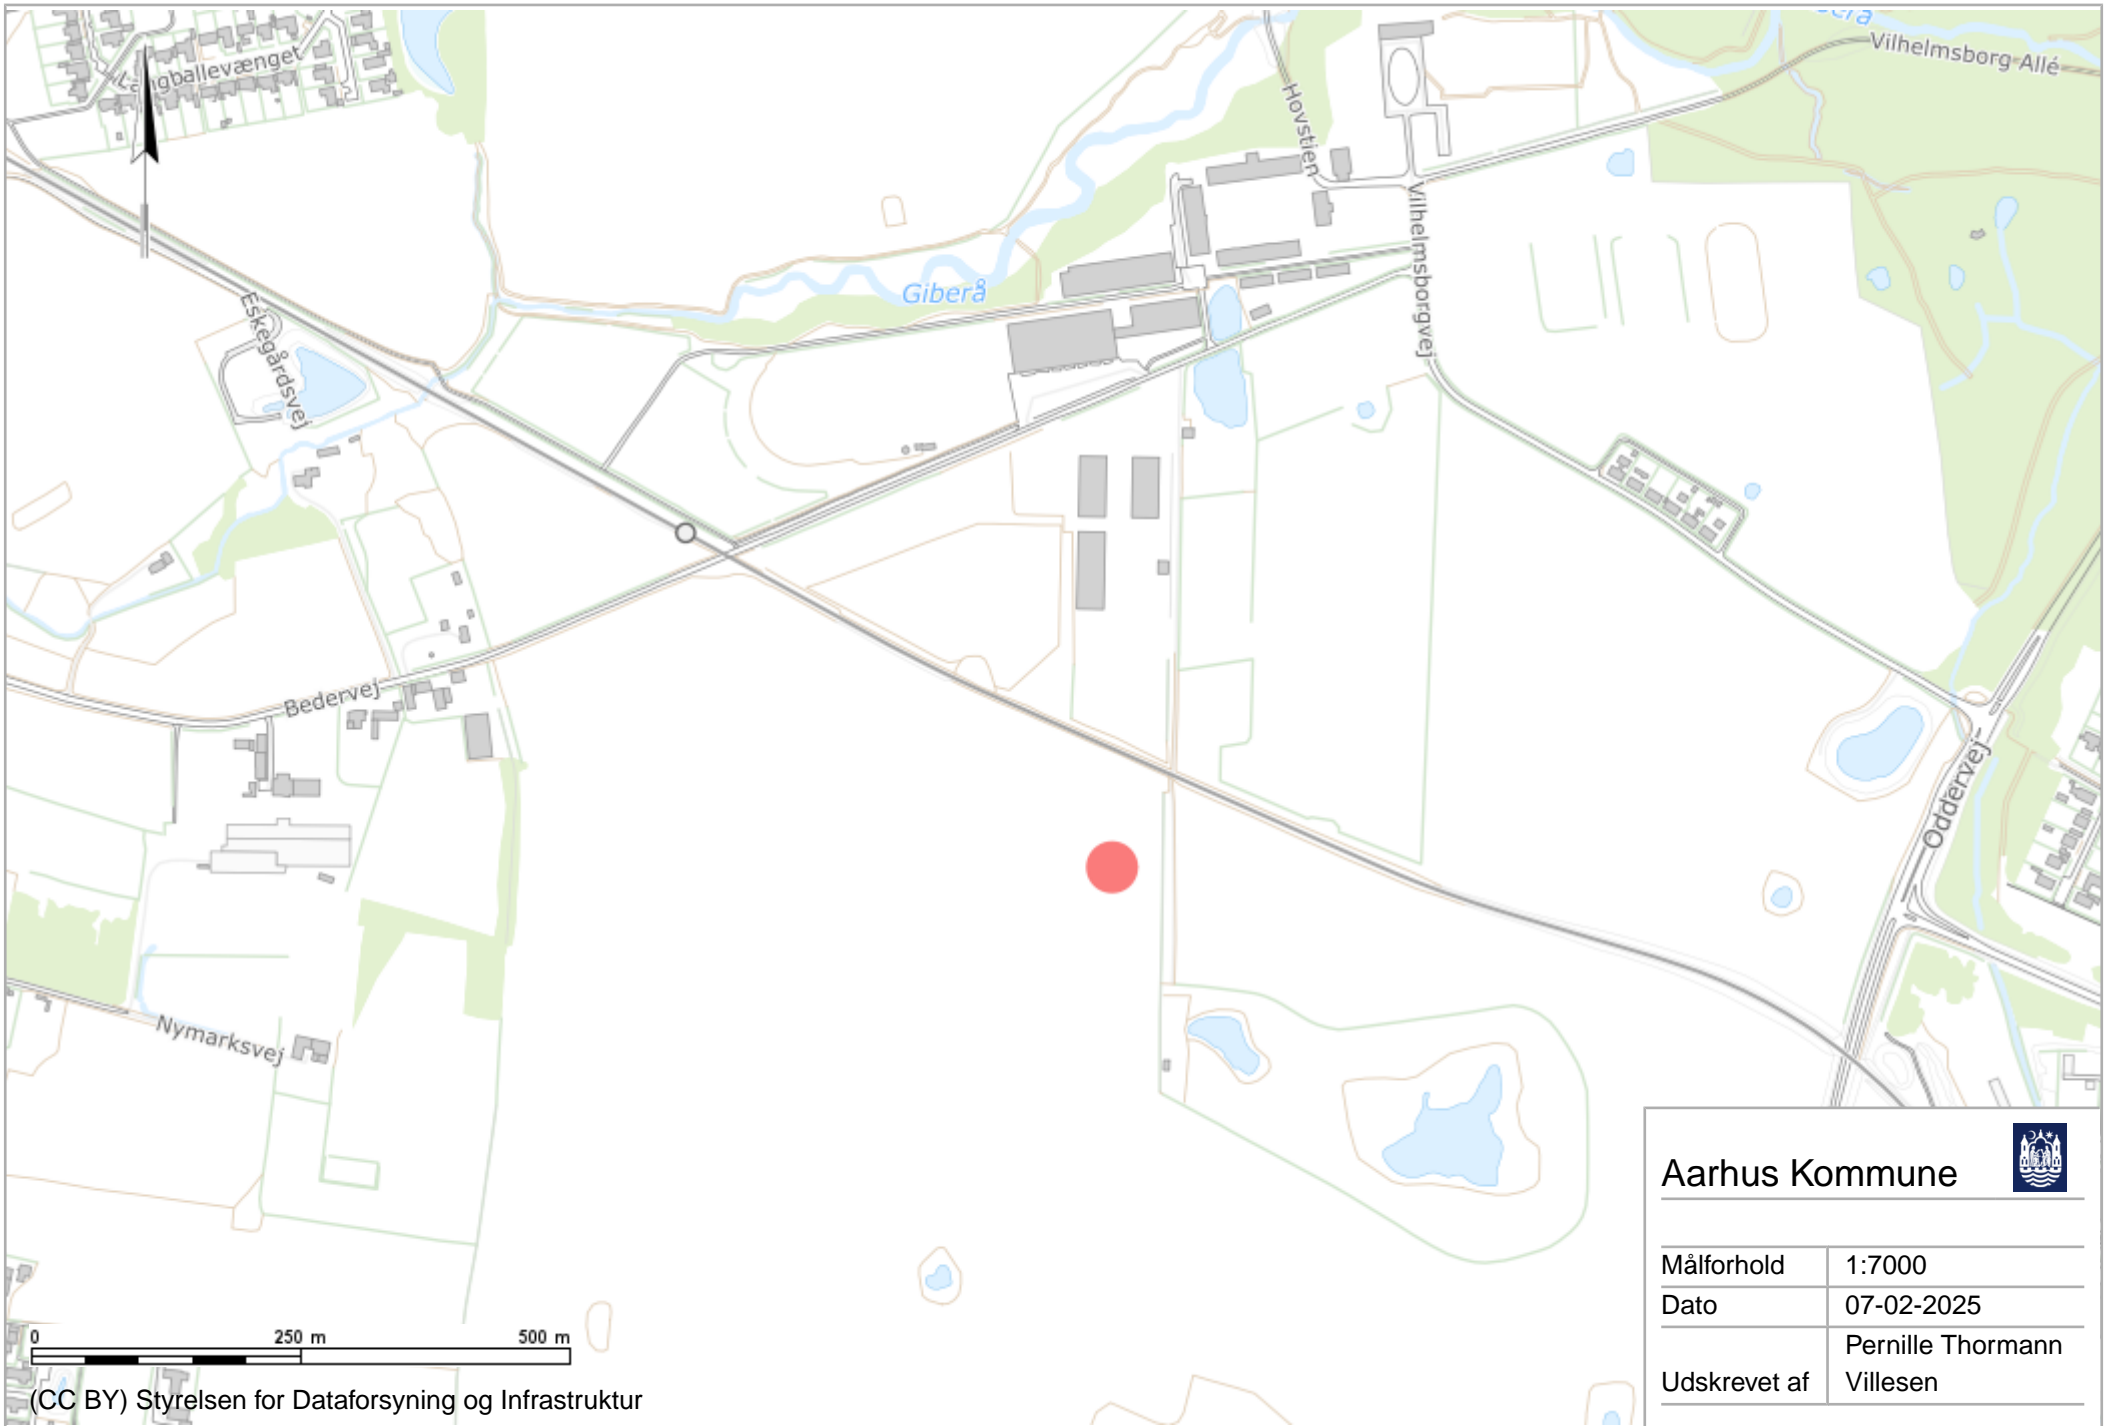 Langballevænget
Vilhelmsborg Allé
Hovstien
Vilhelmsborgvej
Giberå
Eskegårdsvej
Bedervej
Oddervej
Nymarksvej
Aarhus Kommune
Målforhold 1:7000
Dato 07-02-2025
Udskrevet af Pernille Thormann
Villesen
0 250 m 500 m
(CC BY) Styrelsen for Dataforsyning og Infrastruktur